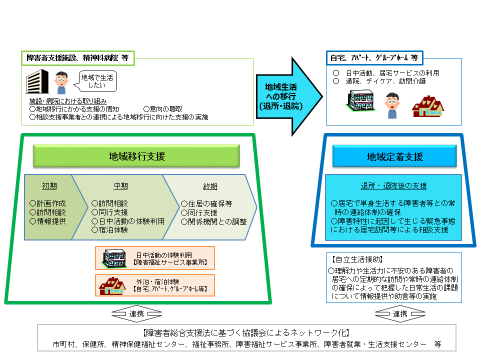 障害者支援施設、精神科病院 等
地域で生活
したい
施設・病院における取り組み
○地域移行にかかる支援の周知
○意向の聴取
○相談支援事業者との連携による地域移行に向けた支援の実施
地域生活
への移行
(退所・退院)
自宅、アパート、グループホーム 等
○ 日中活動、居宅サービスの利用
○ 通院、デイケア、訪問介護
地域移行支援
初期
○計画作成
○訪問相談
○情報提供
中期
○訪問相談
○同行支援
○日中活動の体験利用
○宿泊体験
終期
○住居の確保等
○同行支援
○関係機関との調整
日中活動の体験利用
【障害福祉サービス事業所】
外泊・宿泊体験
【自宅、アパート、グループホーム等】
地域定着支援
退所・退院後の支援
○居宅で単身生活する障害者等との常
時の連絡体制の確保
○障害特性に起因して生じる緊急事態
における居宅訪問等による相談支援
【自立生活援助】
○理解力や生活力に不安のある障害者の
居宅への定期的な訪問や常時の連絡体制
の確保によって把握した日常生活の課題
について情報提供や助言等の実施
連携
連携
【障害者総合支援法に基づく協議会によるネットワーク化】
市町村、保健所、精神保健福祉センター、福祉事務所、障害福祉サービス事業所、障害者就業・生活支援センター 等